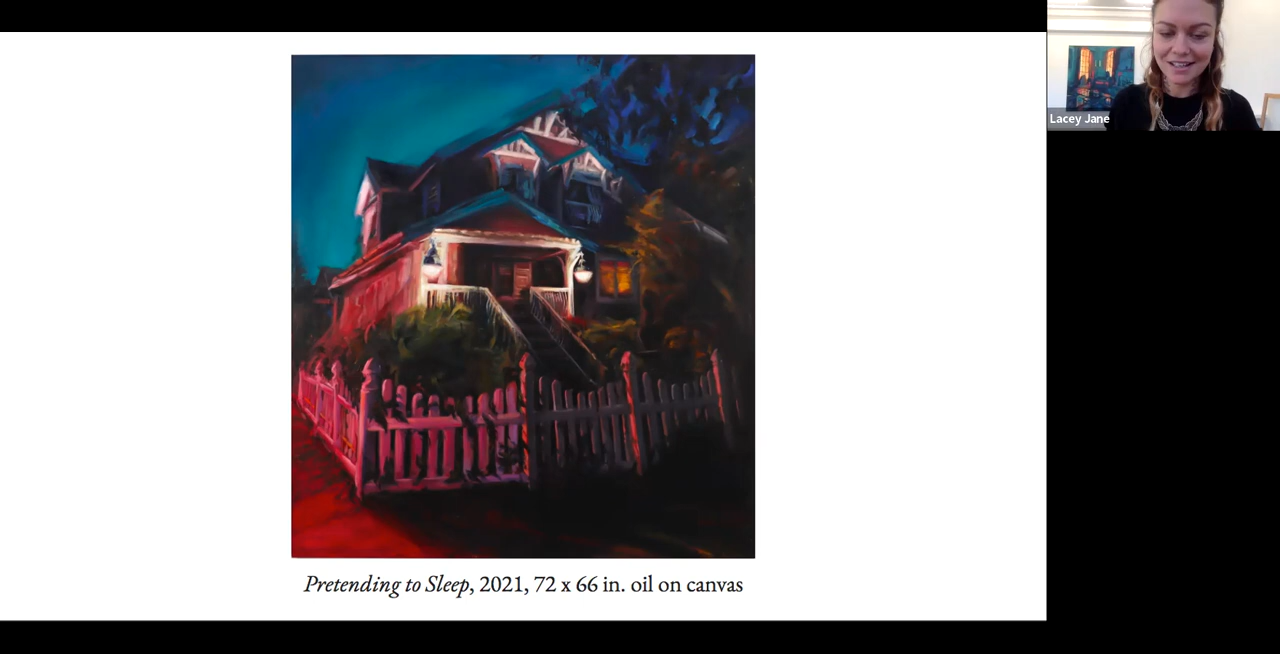 Lacey Jane
Pretending to Sleep, 2021, 72 x 66 in. oil on canvas